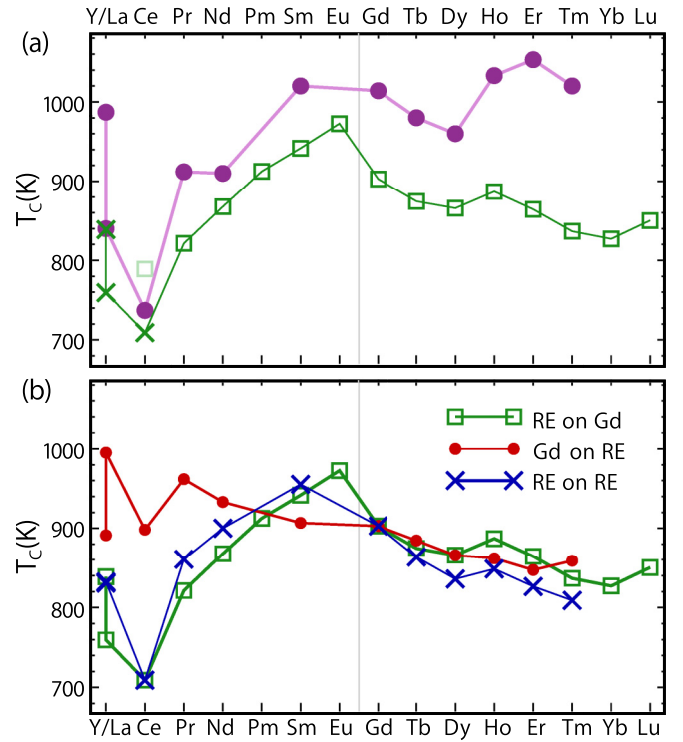 Y/La Ce Pr Nd Pm Sm Eu Gd Tb Dy Ho Er Tm Yb Lu
(a)
1000
900
800
700
T_C(K)
(b)
1000
900
800
700
T_C(K)
RE on Gd
Gd on RE
RE on RE
Y/La Ce Pr Nd Pm Sm Eu Gd Tb Dy Ho Er Tm Yb Lu